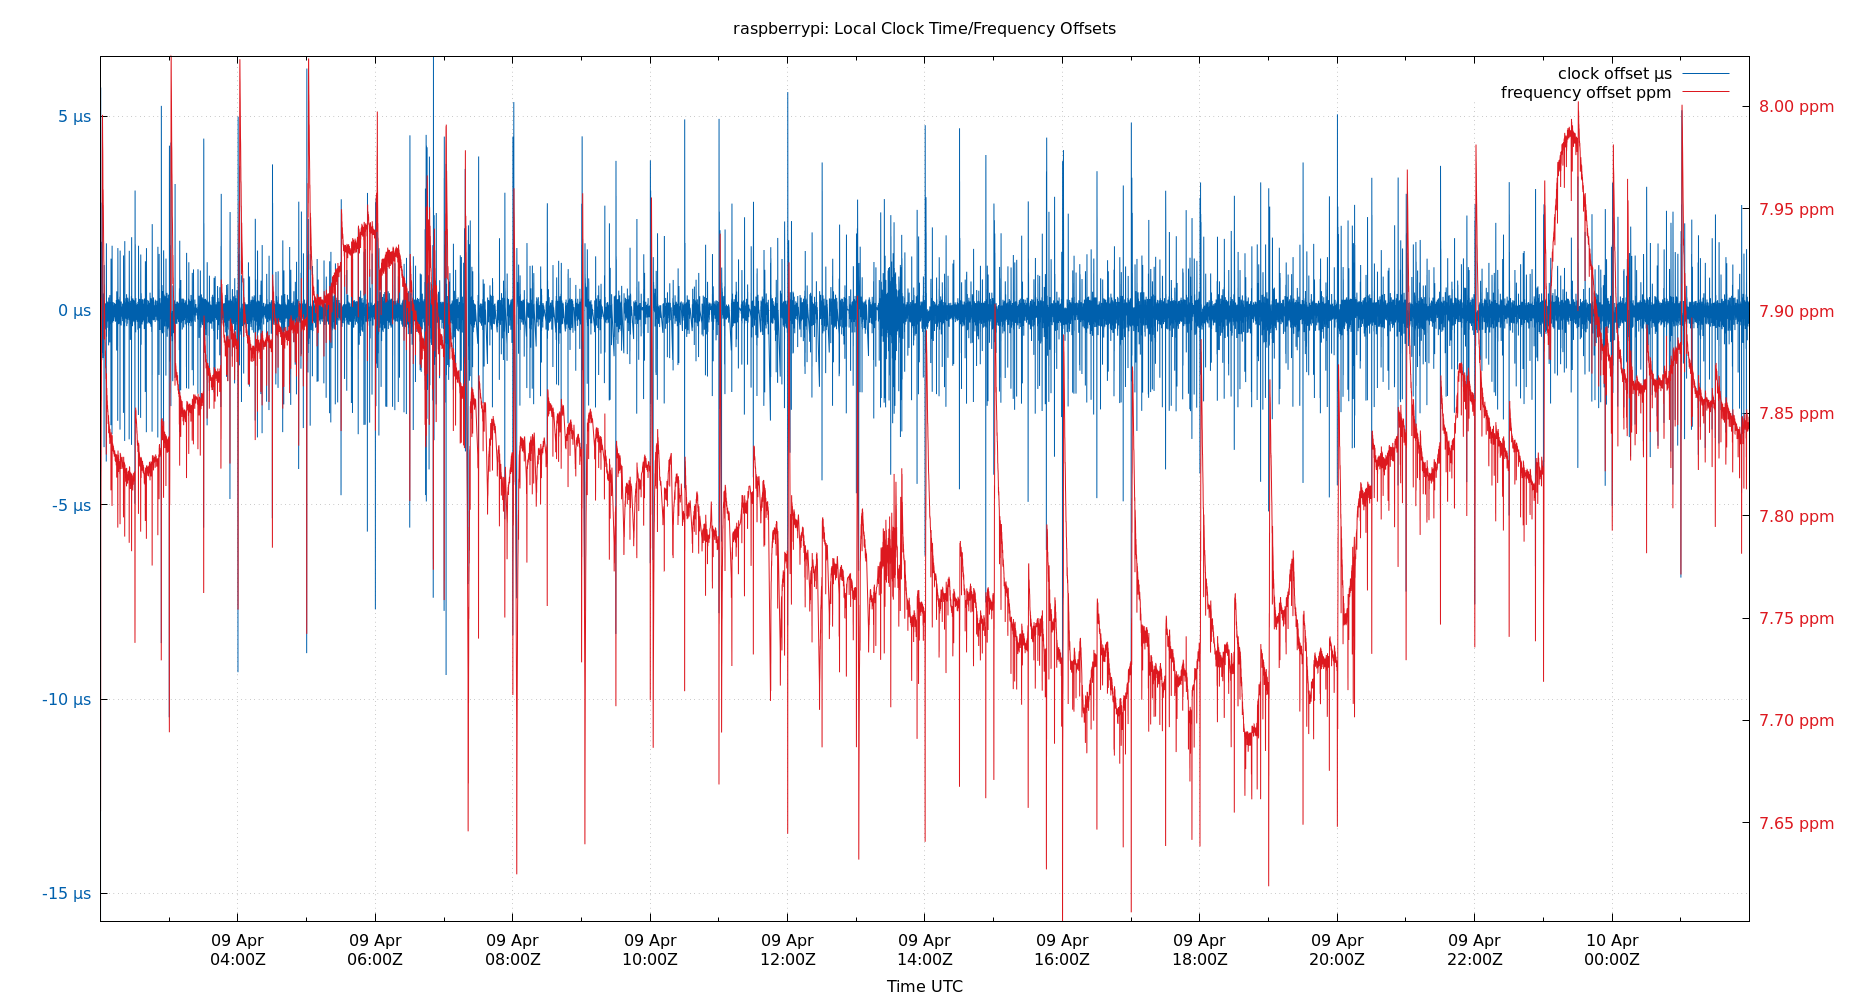 raspberrypi: Local Clock Time/Frequency Offsets
clock offset µs
frequency offset ppm
5 µs
0 µs
-5 µs
-10 µs
-15 µs
8.00 ppm
7.95 ppm
7.90 ppm
7.85 ppm
7.80 ppm
7.75 ppm
7.70 ppm
7.65 ppm
09 Apr 09 Apr 09 Apr 09 Apr 09 Apr 09 Apr 09 Apr 09 Apr 09 Apr 09 Apr 10 Apr
04:00Z 06:00Z 08:00Z 10:00Z 12:00Z 14:00Z 16:00Z 18:00Z 20:00Z 22:00Z 00:00Z
Time UTC